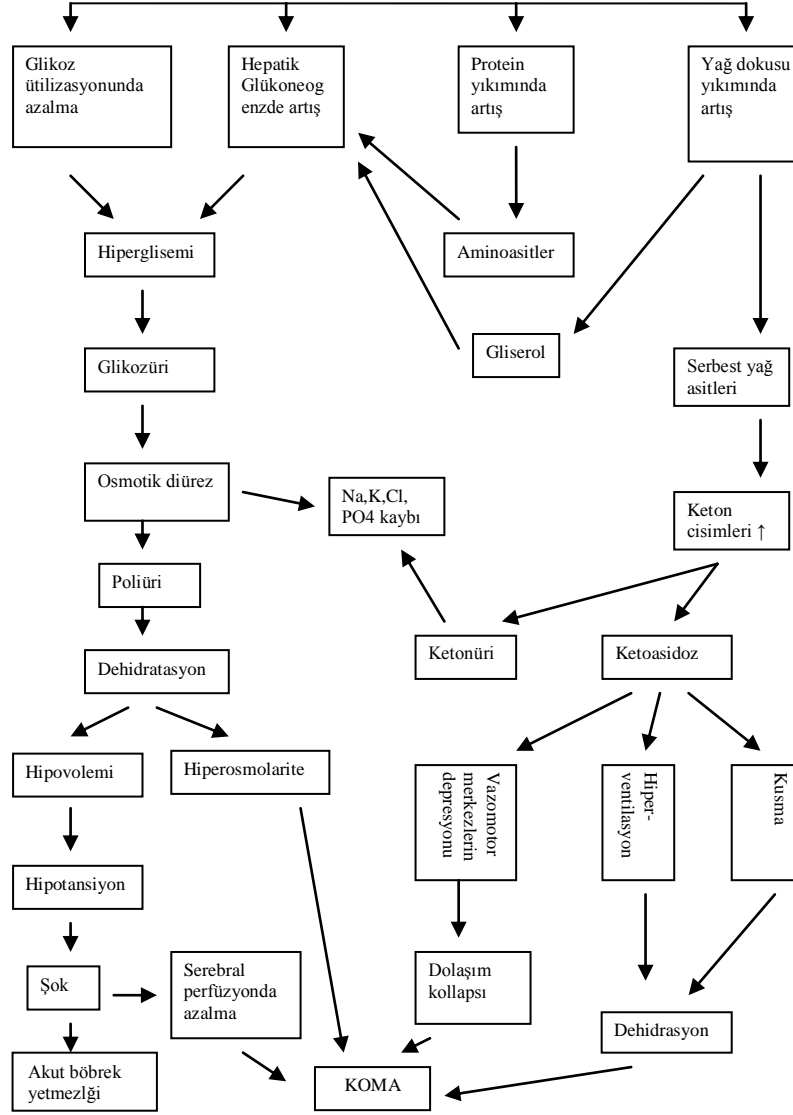 Glikoz
ütilizasyonunda
azalma
Hepatik
Glükoneog
enzde artış
Protein
yıkımında
artış
Yağ dokusu
yıkımında
artış
Hiperglisemi
Aminoasitler
Glikozüri
Gliserol
Serbest yağ
asitleri
Osmotik diürez
Na,K,Cl,
PO4 kaybı
Keton
cisimleri ↑
Poliüri
Dehidratasyon
Ketonüri
Ketoasidoz
Hipovolemi
Hiperosmolarite
Vazomotor
merkezlerin
depresyonu
Hiper-
ventilasyon
Kusma
Hipotansiyon
Şok
Serebral
perfüzyonda
azalma
Dolaşım
kollapsı
Dehidrasyon
Akut böbrek
yetmezlği
KOMA